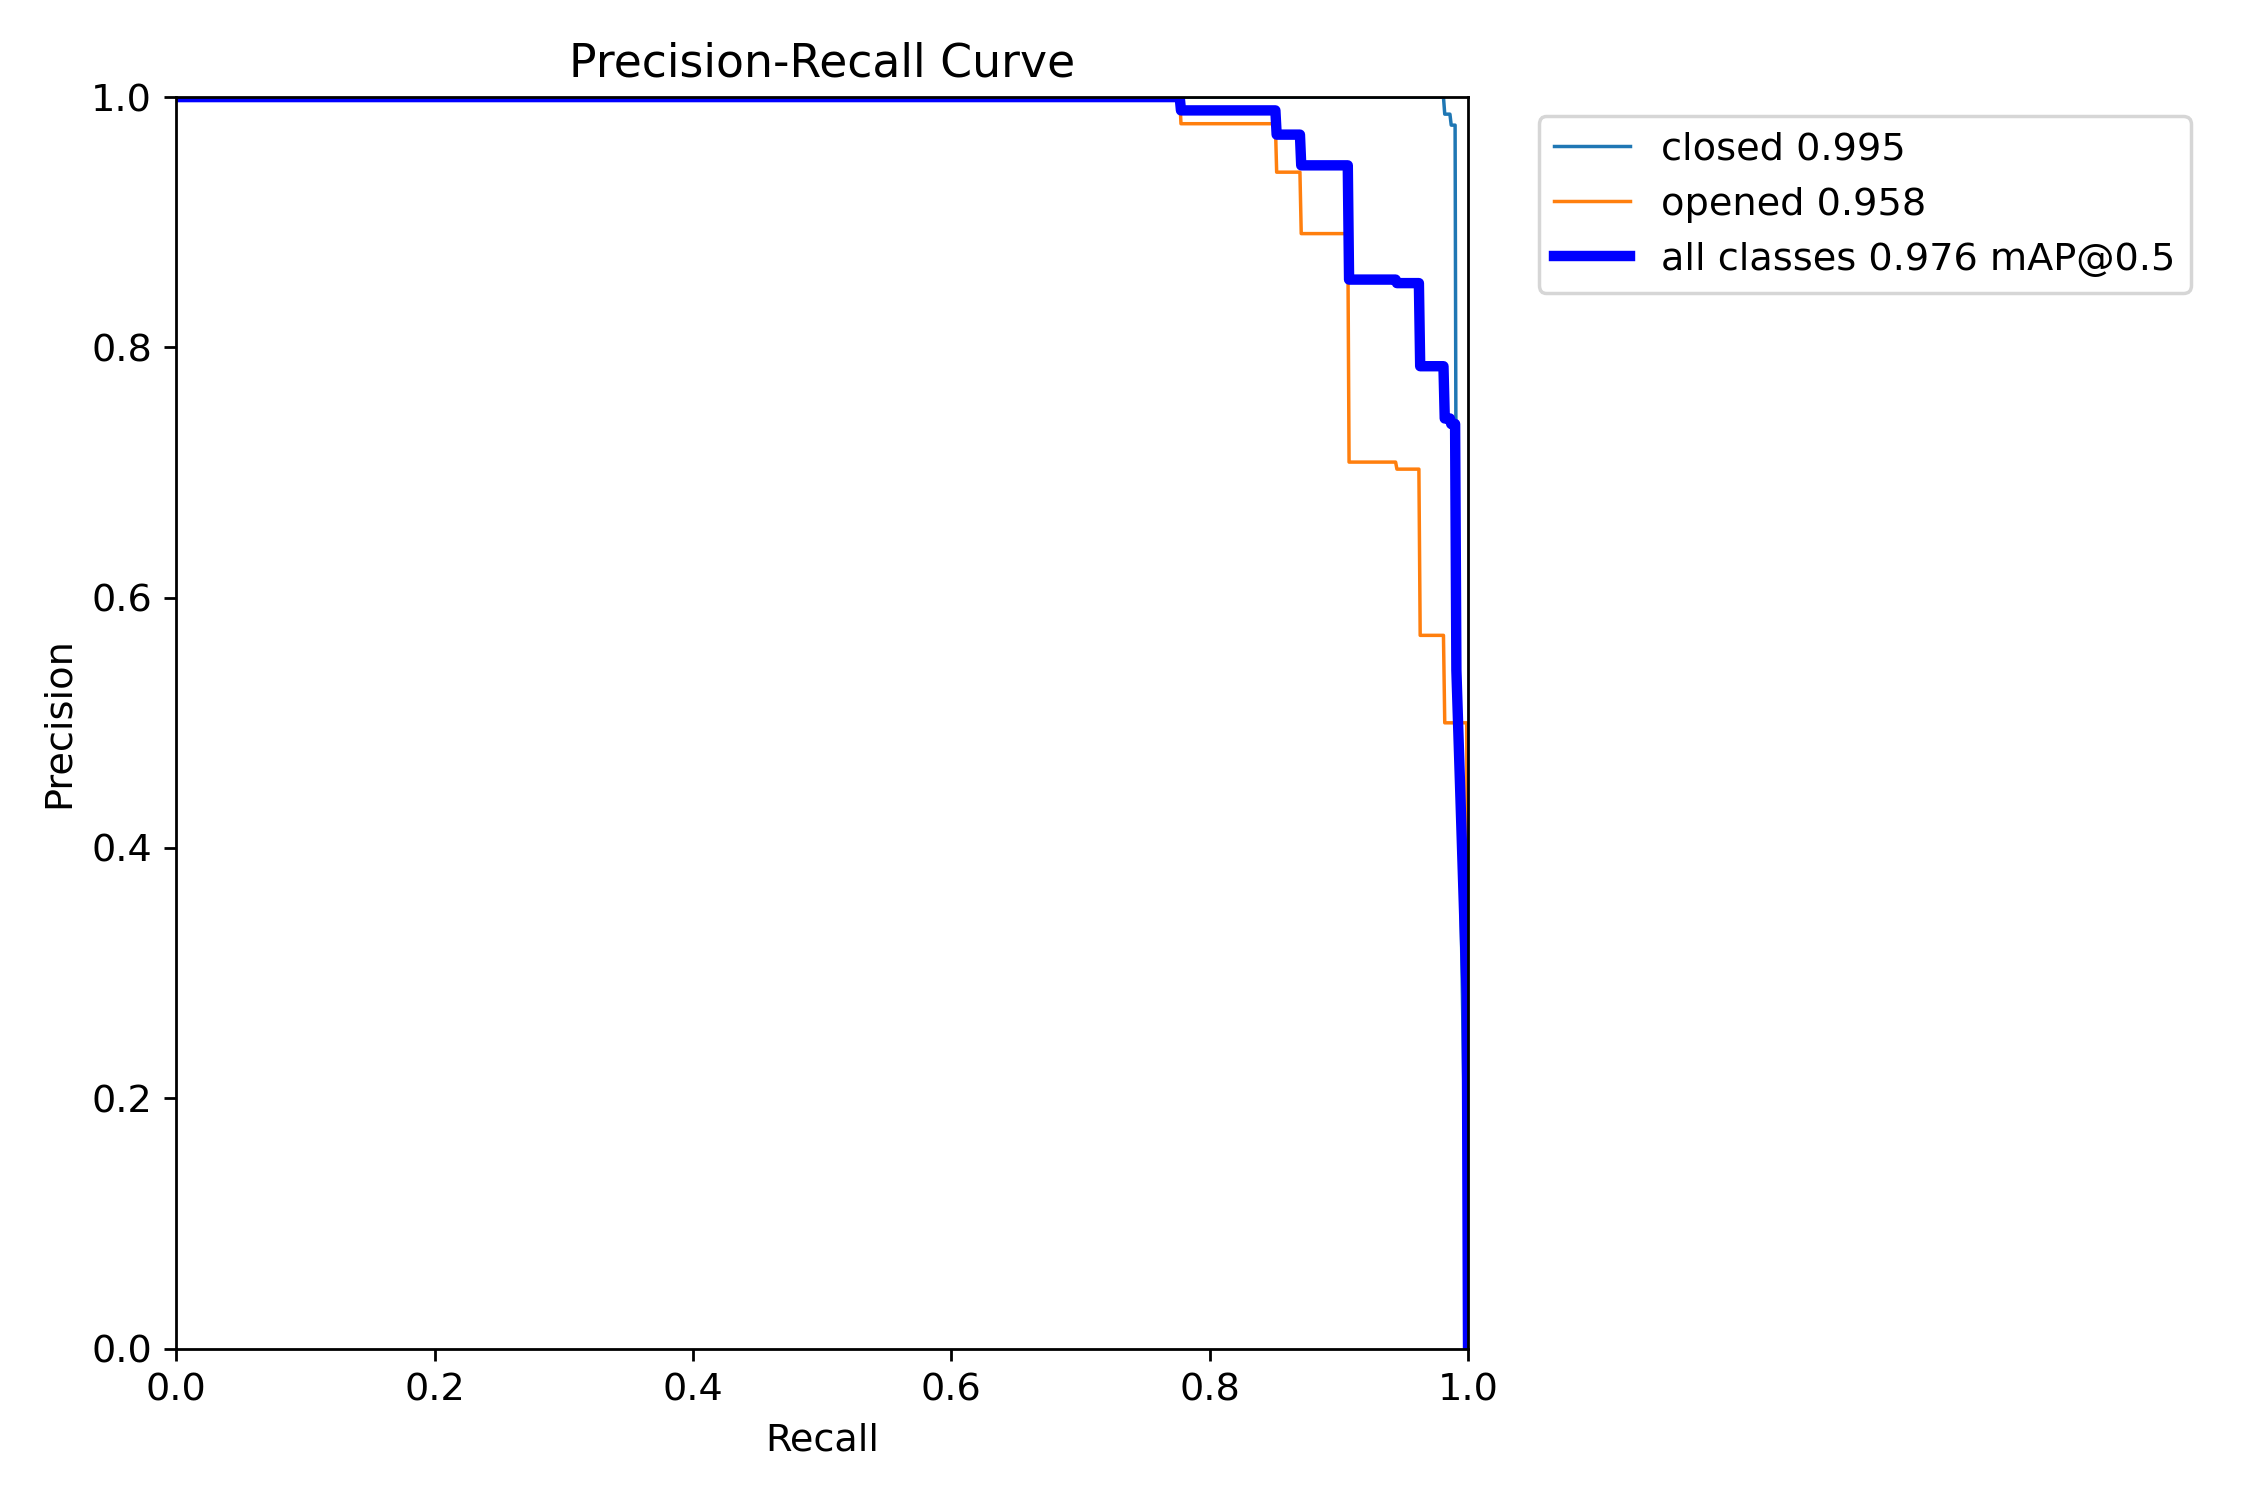 Precision-Recall Curve
closed 0.995
opened 0.958
all classes 0.976 mAP@0.5
Precision
1.0
0.8
0.6
0.4
0.2
0.0
0.0 0.2 0.4 0.6 0.8 1.0
Recall